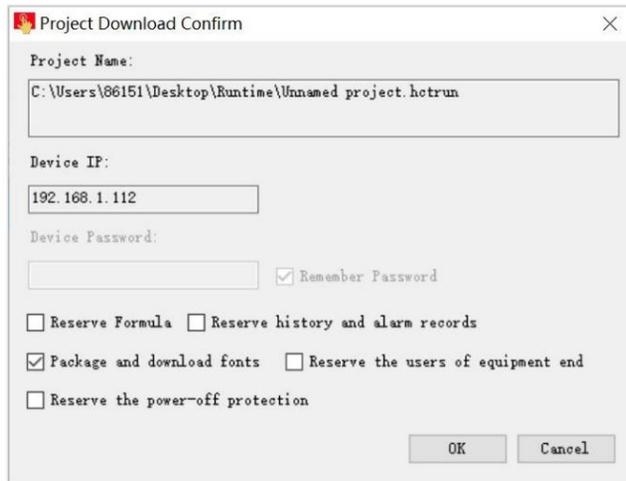 Project Download Confirm
Project Name:
C:\Users\86151\Desktop\Runtime\Unnamed project.hctrun
Device IP:
192.168.1.112
Device Password:
Remember Password
Reserve Formula Reserve history and alarm records
Package and download fonts Reserve the users of equipment end
Reserve the power-off protection
OK Cancel